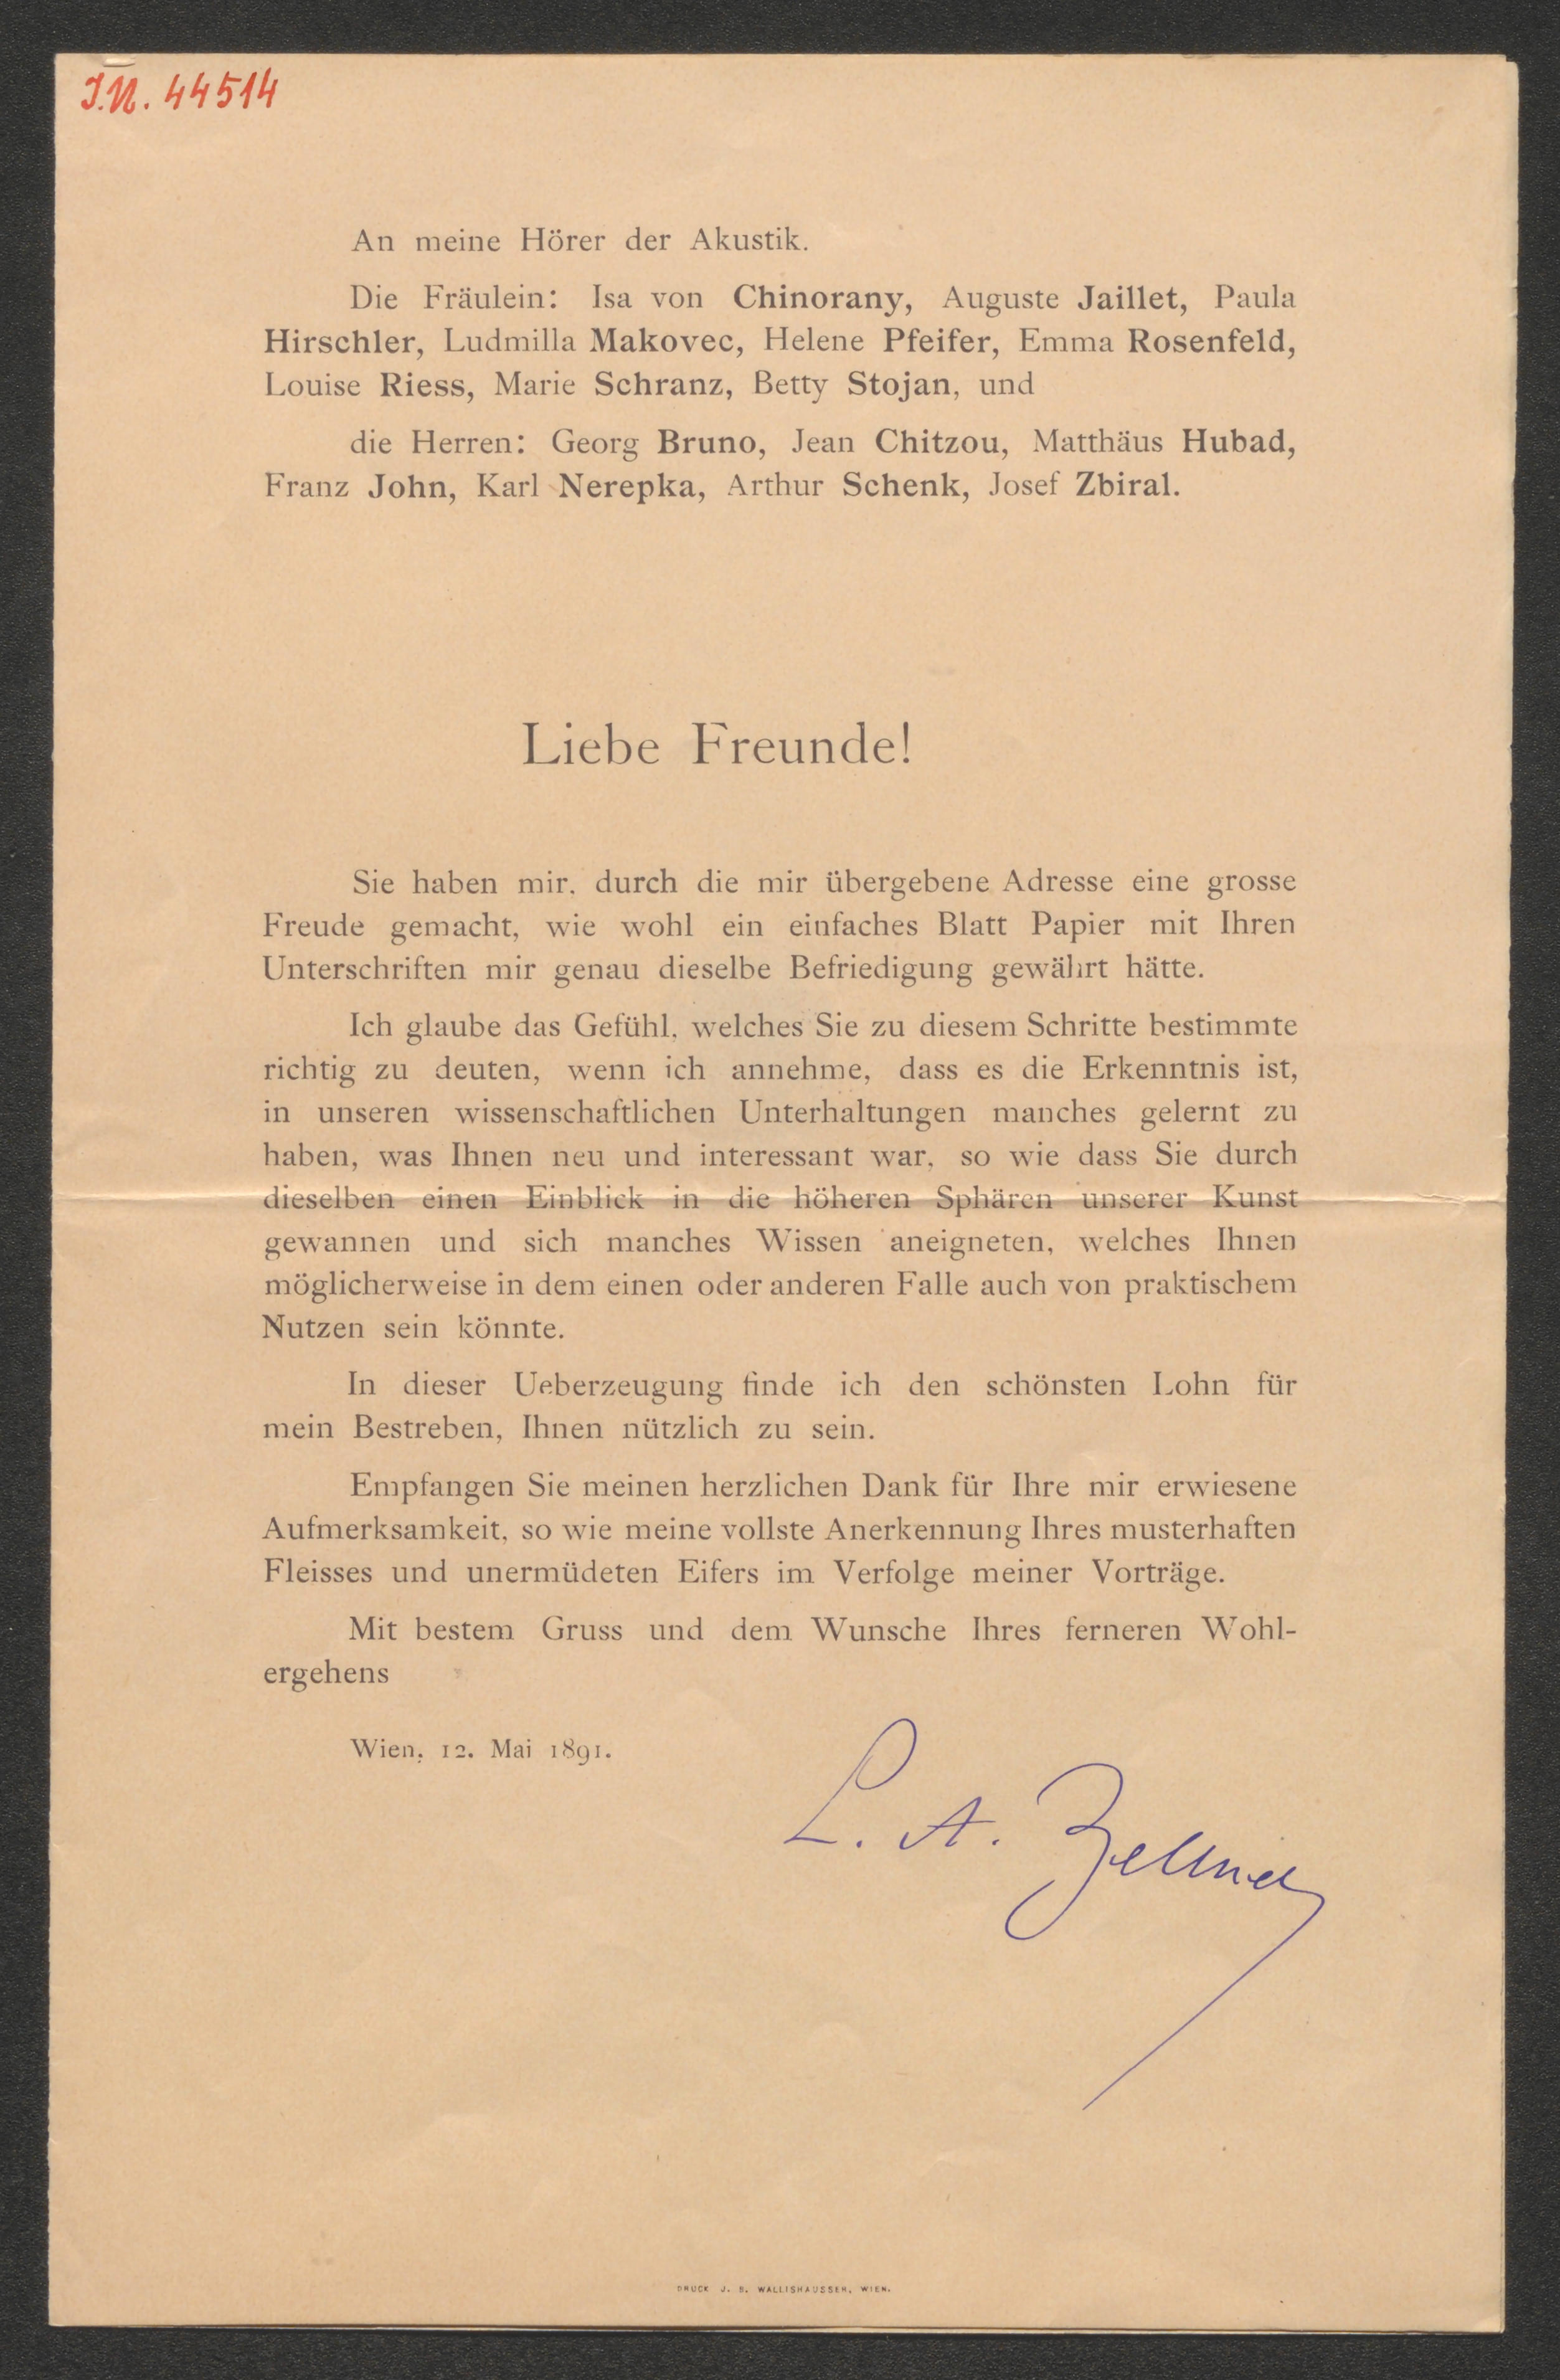 I.N. 44514
An meine Hörer der Akustik.
Die Fräulein: Isa von Chinorany, Auguste Jaillet, Paula
Hirschler, Ludmilla Makovec, Helene Pfeifer, Emma Rosenfeld,
Louise Riess, Marie Schranz, Betty Stojan, und
die Herren: Georg Bruno, Jean Chitzou, Matthäus Hubad,
Franz John, Karl Nerepka, Arthur Schenk, Josef Zbiral.
Liebe Freunde!
Sie haben mir, durch die mir übergebene Adresse eine grosse
Freude gemacht, wie wohl ein einfaches Blatt Papier mit Ihren
Unterschriften mir genau dieselbe Befriedigung gewährt hätte.
Ich glaube das Gefühl, welches Sie zu diesem Schritte bestimmte
richtig zu deuten, wenn ich annehme, dass es die Erkenntnis ist,
in unseren wissenschaftlichen Unterhaltungen manches gelernt zu
haben, was Ihnen neu und interessant war, so wie dass Sie durch
dieselben einen Einblick in die höheren Sphären unserer Kunst
gewannen und sich manches Wissen aneigneten, welches Ihnen
möglicherweise in dem einen oder anderen Falle auch von praktischem
Nutzen sein könnte.
In dieser Ueberzeugung finde ich den schönsten Lohn für
mein Bestreben, Ihnen nützlich zu sein.
Empfangen Sie meinen herzlichen Dank für Ihre mir erwiesene
Aufmerksamkeit, so wie meine vollste Anerkennung Ihres musterhaften
Fleisses und unermüdeten Eifers im Verfolge meiner Vorträge.
Mit bestem Gruss und dem Wunsche Ihres ferneren Wohl-
ergehens
Wien, 12. Mai 1891.
L. A. Zellner
DRUCK J. B. WALLISHAUSSER, WIEN.